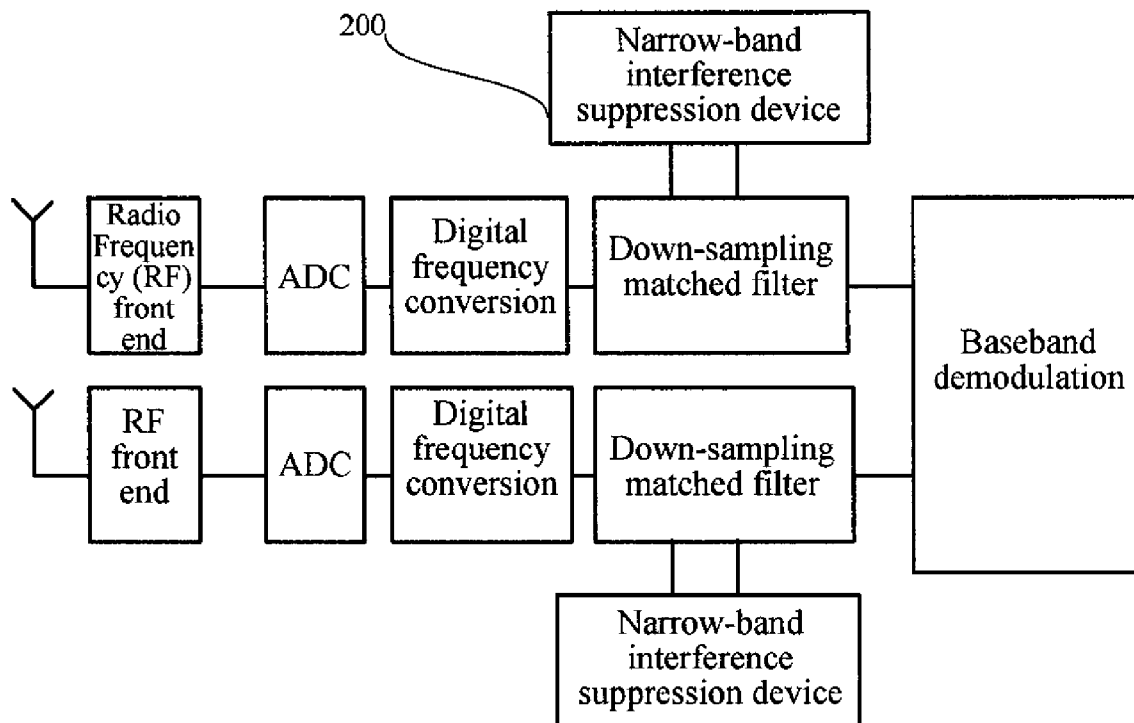 200
Narrow-band
interference
suppression device
Radio
Frequen
cy (RF)
front
end
ADC
Digital
frequency
conversion
Down-sampling
matched filter
Baseband
demodulation
RF
front
end
ADC
Digital
frequency
conversion
Down-sampling
matched filter
Narrow-band
interference
suppression device